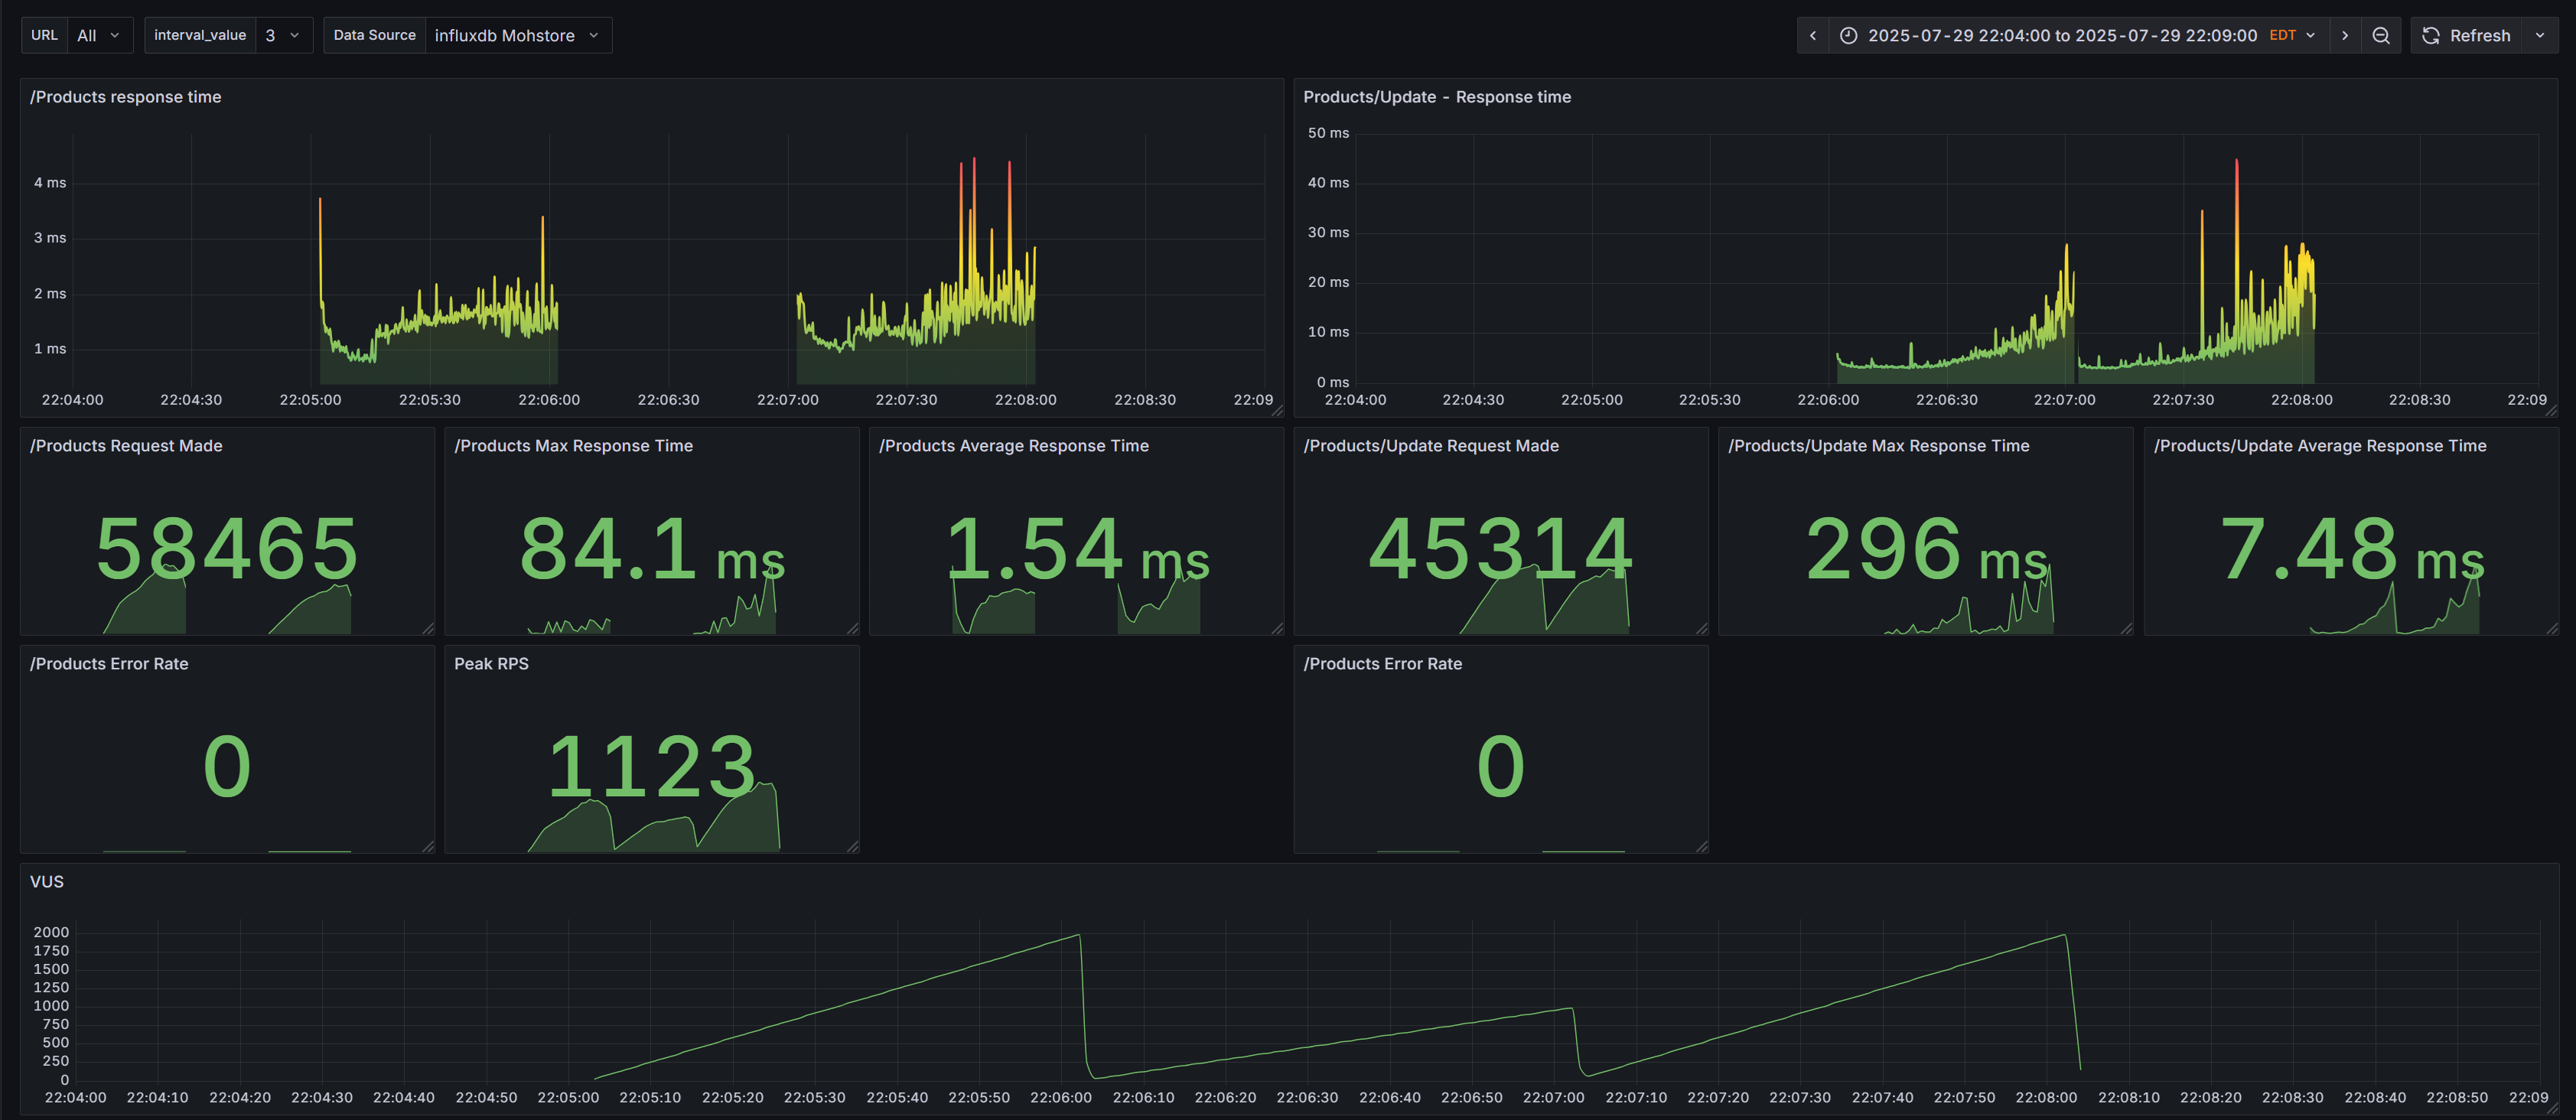 URL All interval_value 3 Data Source influxdb Mohstore 2025-07-29 22:04:00 to 2025-07-29 22:09:00 EDT Refresh
/Products response time
4 ms
3 ms
2 ms
1 ms
22:04:00 22:04:30 22:05:00 22:05:30 22:06:00 22:06:30 22:07:00 22:07:30 22:08:00 22:08:30 22:09
Products/Update - Response time
50 ms
40 ms
30 ms
20 ms
10 ms
0 ms
22:04:00 22:04:30 22:05:00 22:05:30 22:06:00 22:06:30 22:07:00 22:07:30 22:08:00 22:08:30 22:09
/Products Request Made
58465
/Products Max Response Time
84.1 ms
/Products Average Response Time
1.54 ms
/Products/Update Request Made
45314
/Products/Update Max Response Time
296 ms
/Products/Update Average Response Time
7.48 ms
/Products Error Rate
0
Peak RPS
1123
/Products Error Rate
0
VUS
2000
1750
1500
1250
1000
750
500
250
0
22:04:00 22:04:10 22:04:20 22:04:30 22:04:40 22:04:50 22:05:00 22:05:10 22:05:20 22:05:30 22:05:40 22:05:50 22:06:00 22:06:10 22:06:20 22:06:30 22:06:40 22:06:50 22:07:00 22:07:10 22:07:20 22:07:30 22:07:40 22:07:50 22:08:00 22:08:10 22:08:20 22:08:30 22:08:40 22:08:50 22:09